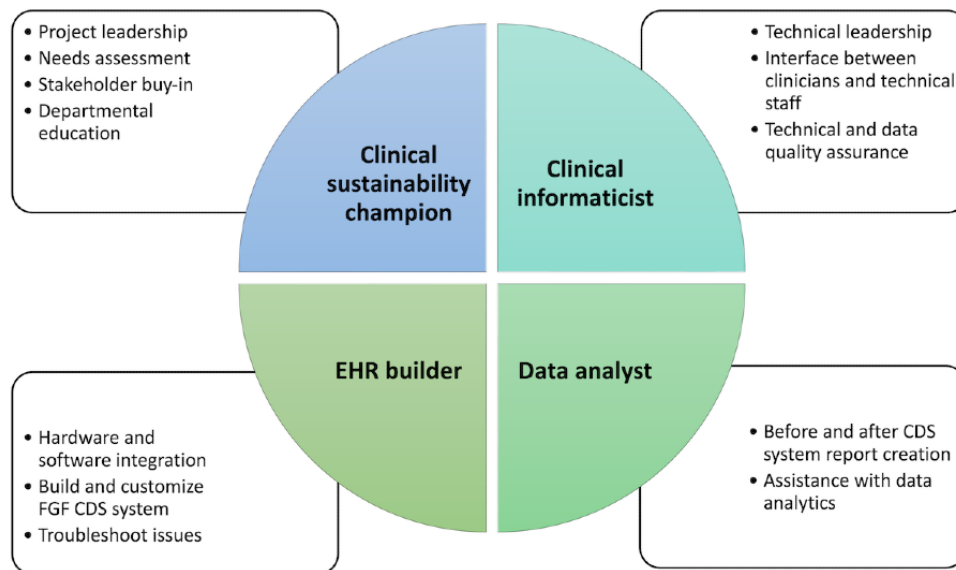 • Project leadership
• Needs assessment
• Stakeholder buy-in
• Departmental
education
Clinical
sustainability
champion
• Technical leadership
• Interface between
clinicians and technical
staff
• Technical and data
quality assurance
Clinical
informaticist
EHR builder
• Hardware and
software integration
• Build and customize
FGF CDS system
• Troubleshoot issues
Data analyst
• Before and after CDS
system report creation
• Assistance with data
analytics